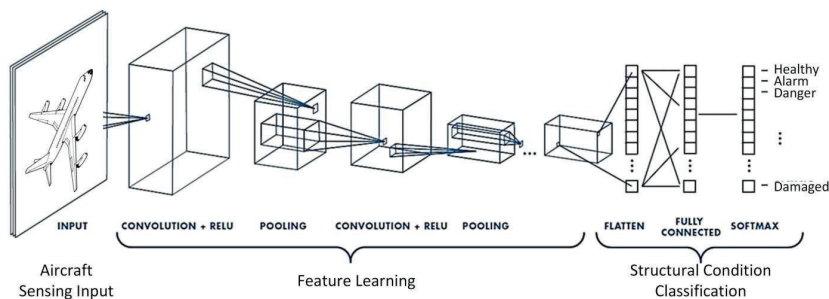 Healthy
Alarm
Danger
Damaged
INPUT
CONVOLUTION + RELU
POOLING
CONVOLUTION + RELU
POOLING
FLATTEN
FULLY
CONNECTED
SOFTMAX
Aircraft
Sensing Input
Feature Learning
Structural Condition
Classification